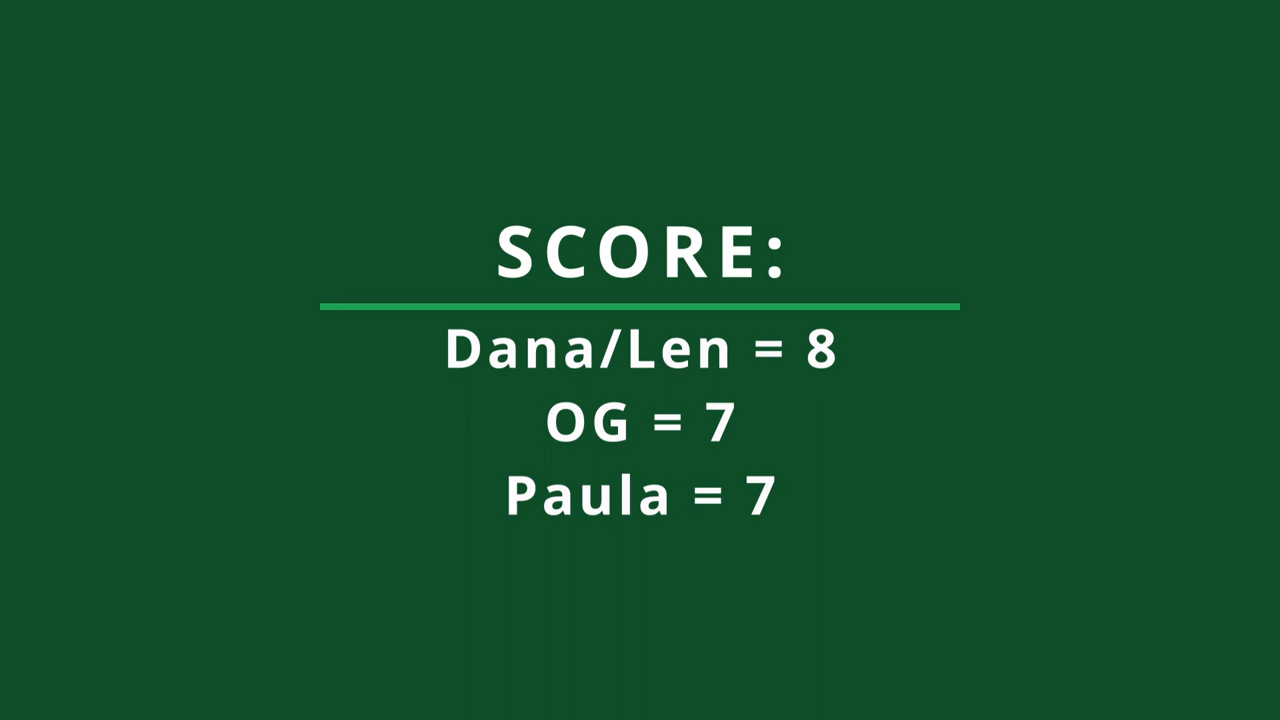 SCORE:
Dana/Len = 8
OG = 7
Paula = 7